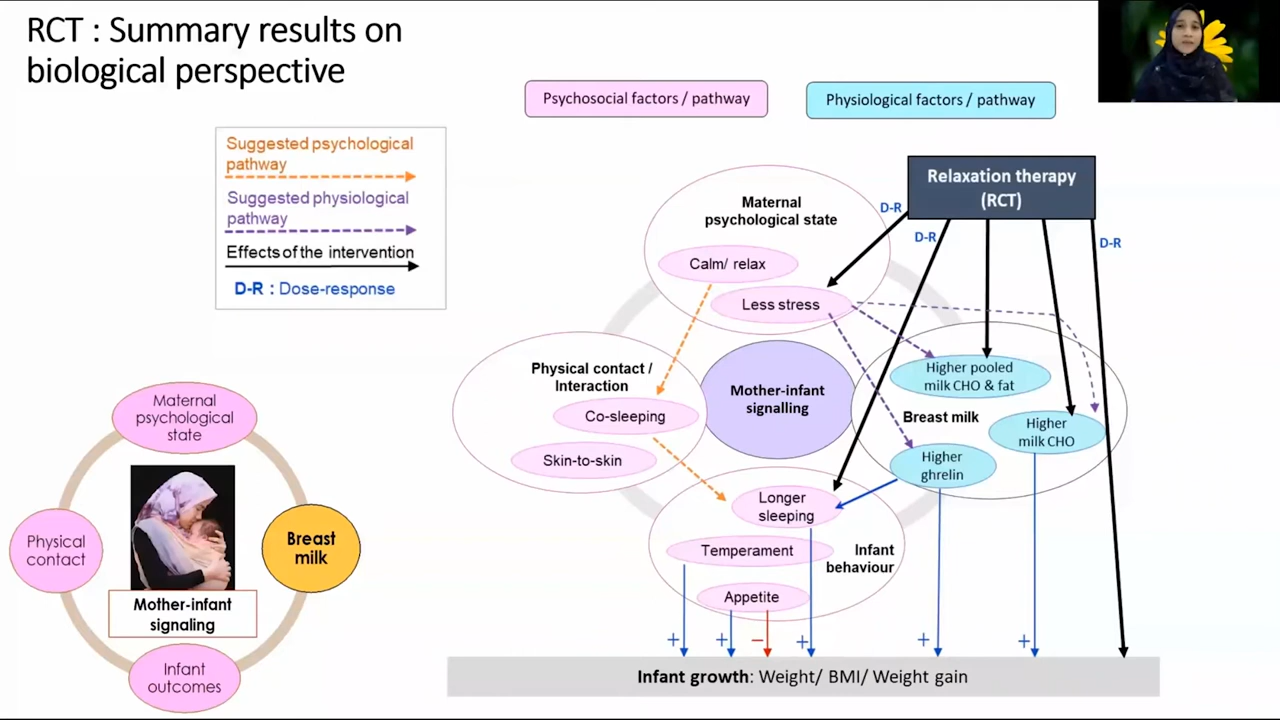 RCT : Summary results on
biological perspective
Psychosocial factors / pathway
Physiological factors / pathway
Suggested psychological
pathway
Suggested physiological
pathway
Effects of the intervention
D-R : Dose-response
Relaxation therapy
(RCT)
D-R
D-R
D-R
Maternal
psychological state
Calm/ relax
Less stress
Physical contact /
Interaction
Co-sleeping
Skin-to-skin
Mother-infant
signalling
Higher pooled
milk CHO & fat
Breast milk
Higher
milk CHO
Higher
ghrelin
Longer
sleeping
Temperament
Infant
behaviour
Appetite
+
+
–
+
+
+
Infant growth: Weight/ BMI/ Weight gain
Maternal
psychological
state
Physical
contact
Breast
milk
Mother-infant
signaling
Infant
outcomes